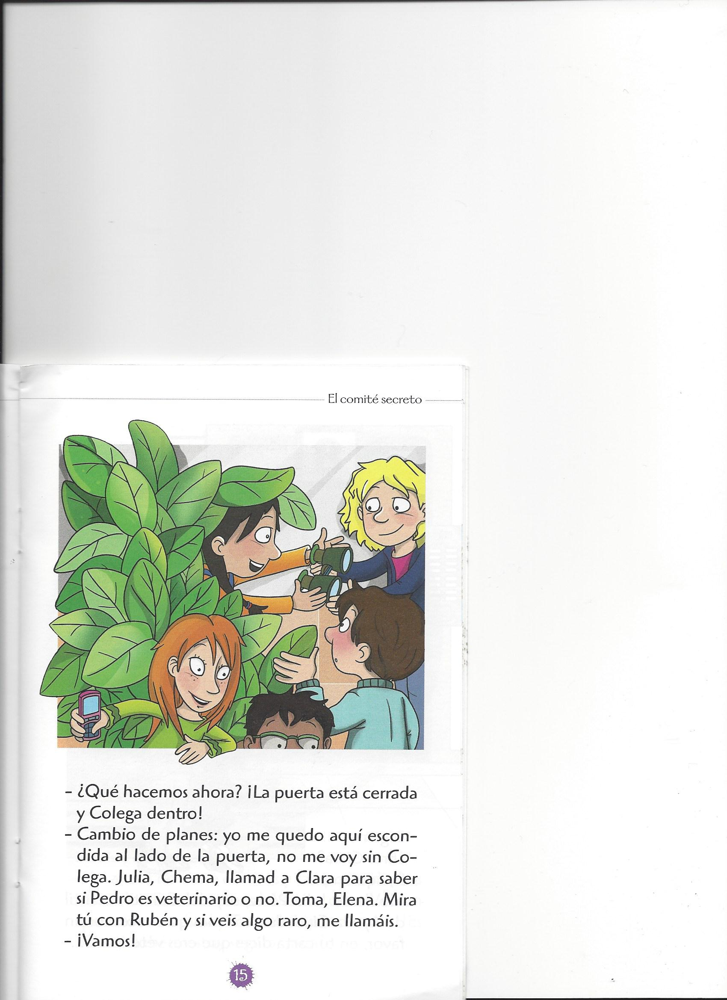 El comité secreto
- ¿Qué hacemos ahora? ¡La puerta está cerrada
y Colega dentro!
- Cambio de planes: yo me quedo aquí escon-
dida al lado de la puerta, no me voy sin Co-
lega. Julia, Chema, llamad a Clara para saber
si Pedro es veterinario o no. Toma, Elena. Mira
tú con Rubén y si veis algo raro, me llamáis.
- ¡Vamos!
15